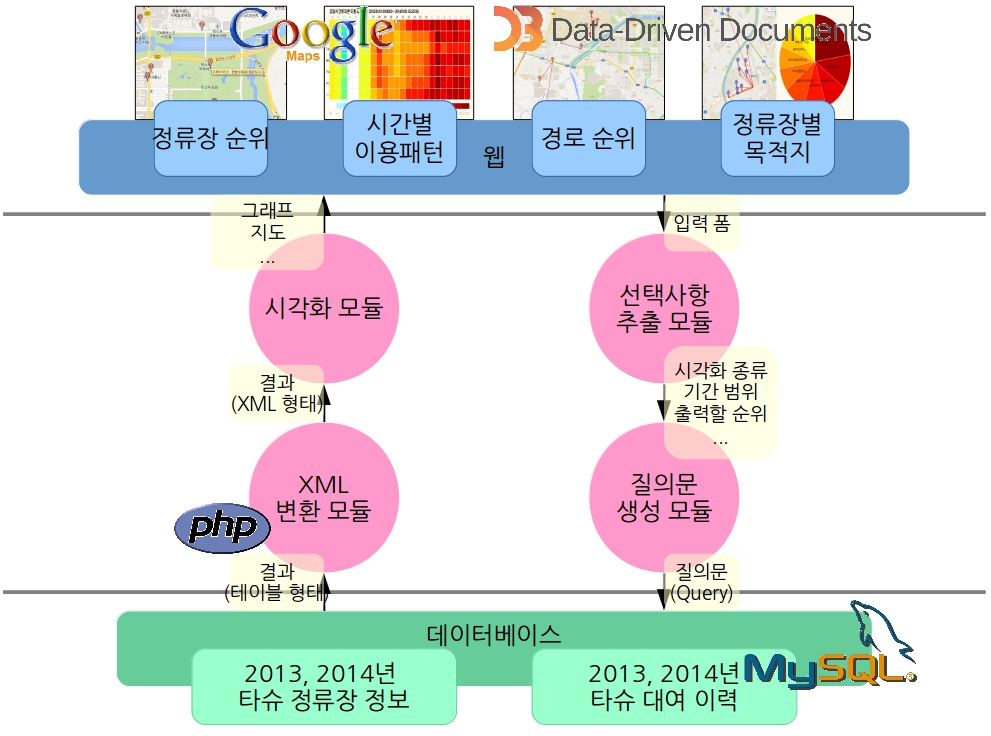 Google
Maps
D3 Data-Driven Documents
정류장 순위
시간별
이용패턴
웹
경로 순위
정류장별
목적지
그래프
지도
...
입력 폼
시각화 모듈
선택사항
추출 모듈
결과
(XML 형태)
시각화 종류
기간 범위
출력할 순위
...
XML
변환 모듈
php
질의문
생성 모듈
결과
(테이블 형태)
질의문
(Query)
데이터베이스
MySQL
2013, 2014년
타슈 정류장 정보
2013, 2014년
타슈 대여 이력